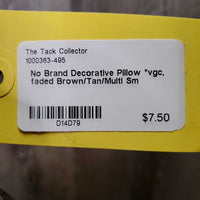 The Tack Collector
1000363-495
No Brand Decorative Pillow *vgc,
faded Brown/Tan/Multi Sm
$7.50
D14D79